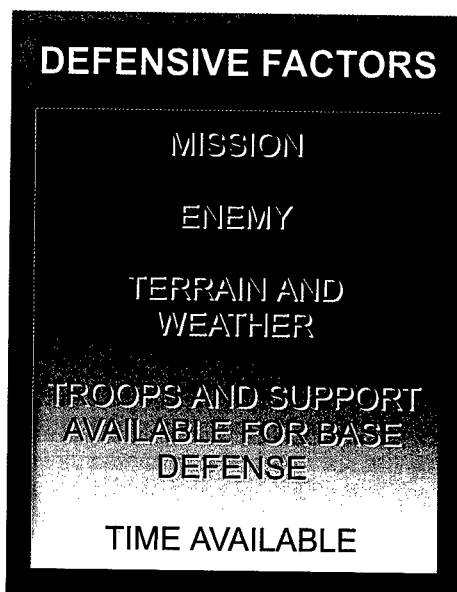 DEFENSIVE FACTORS
MISSION
ENEMY
TERRAIN AND
WEATHER
TROOPS AND SUPPORT
AVAILABLE FOR BASE
DEFENSE
TIME AVAILABLE